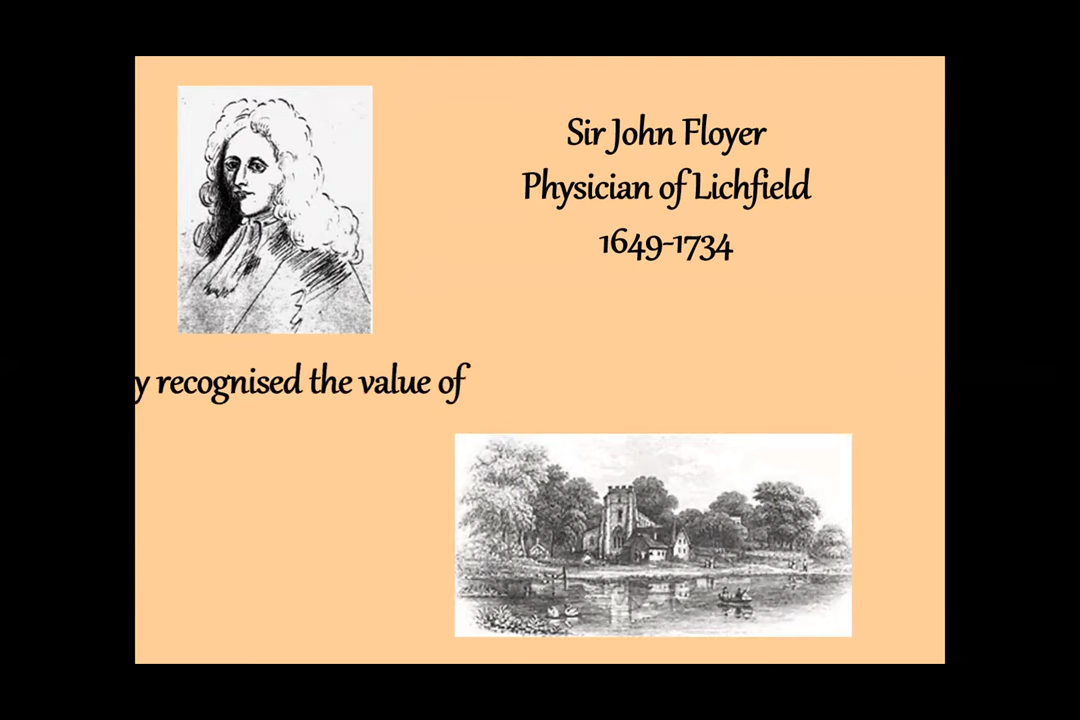 Sir John Floyer
Physician of Lichfield
1649-1734
y recognised the value of